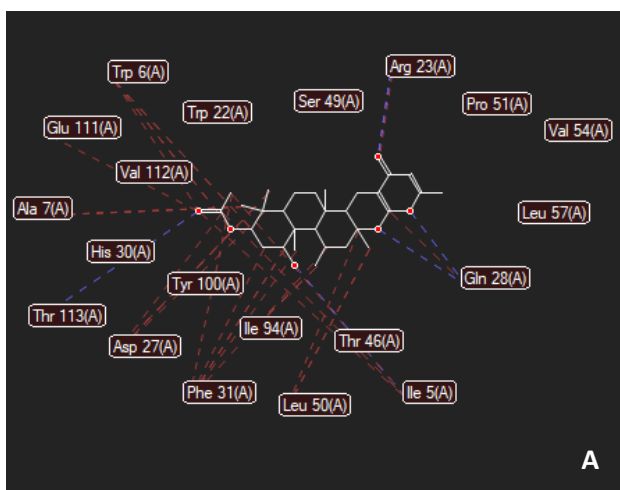 Trp 6(A)
Arg 23(A)
Trp 22(A)
Ser 49(A)
Pro 51(A)
Glu 111(A)
Val 54(A)
Val 112(A)
Ala 7(A)
Leu 57(A)
His 30(A)
Tyr 100(A)
Gln 28(A)
Thr 113(A)
Ile 94(A)
Asp 27(A)
Thr 46(A)
Phe 31(A)
Leu 50(A)
Ile 5(A)
A